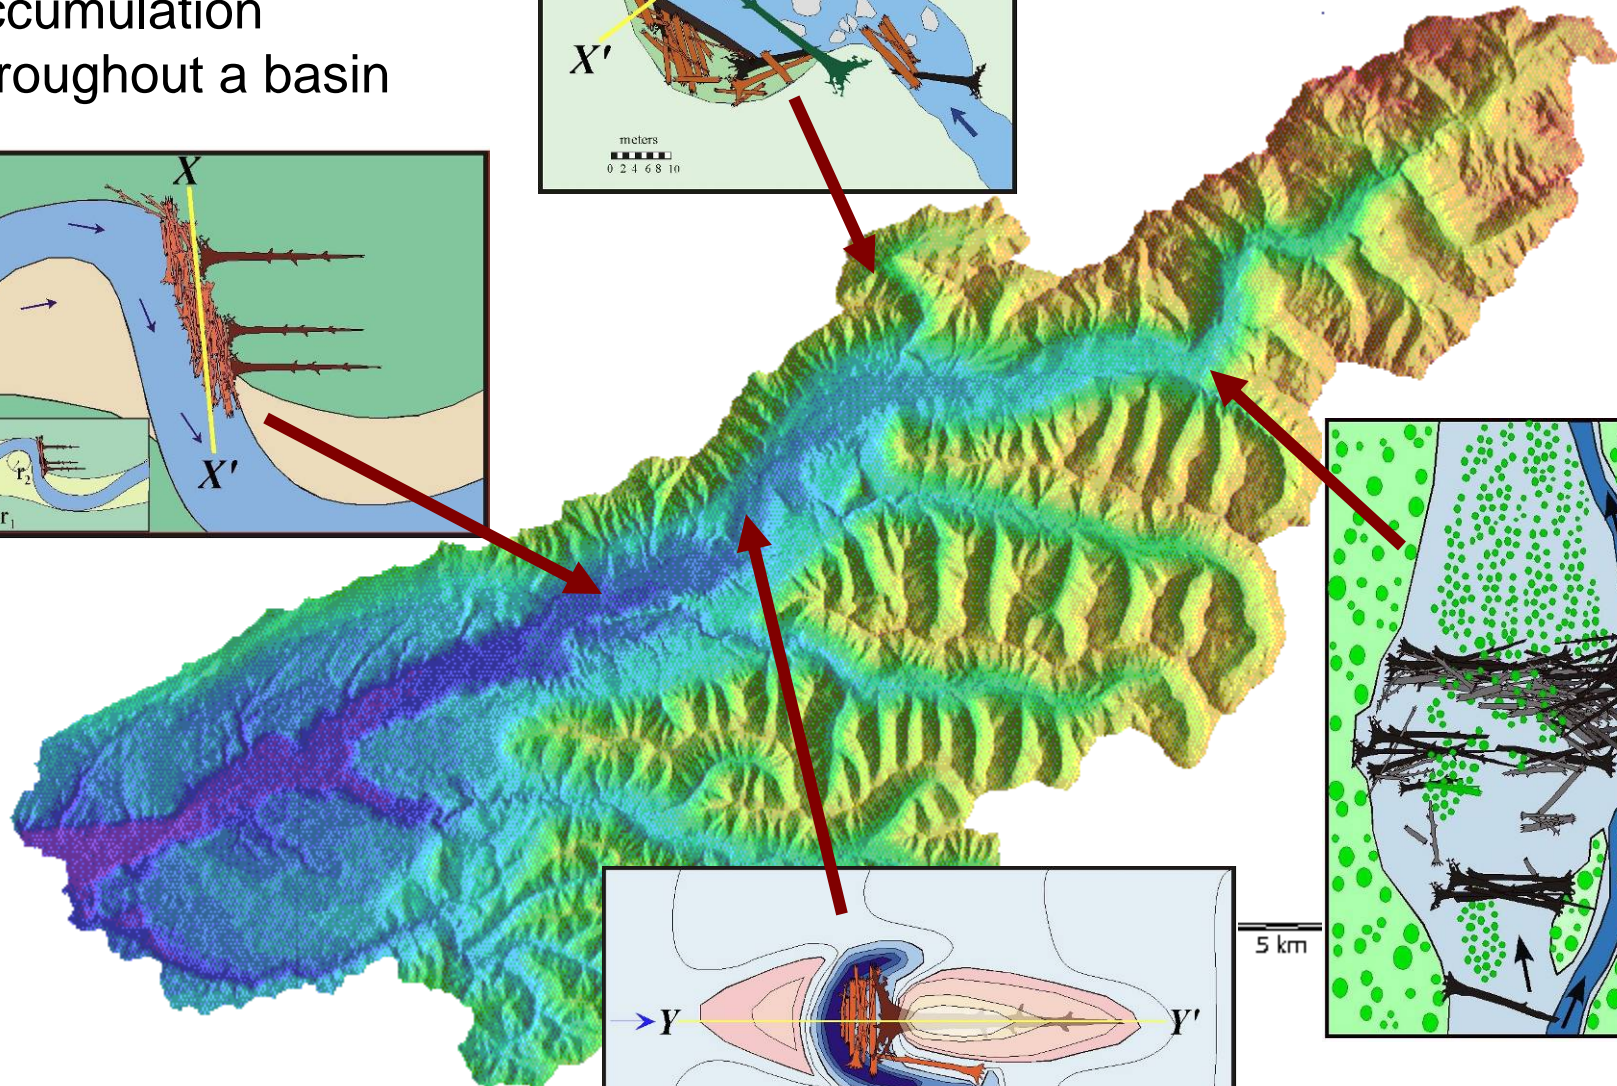 ccumulation
roughout a basin
X'
meters
0 2 4 6 8 10
X
X'
r2
r1
5 km
Y
Y'